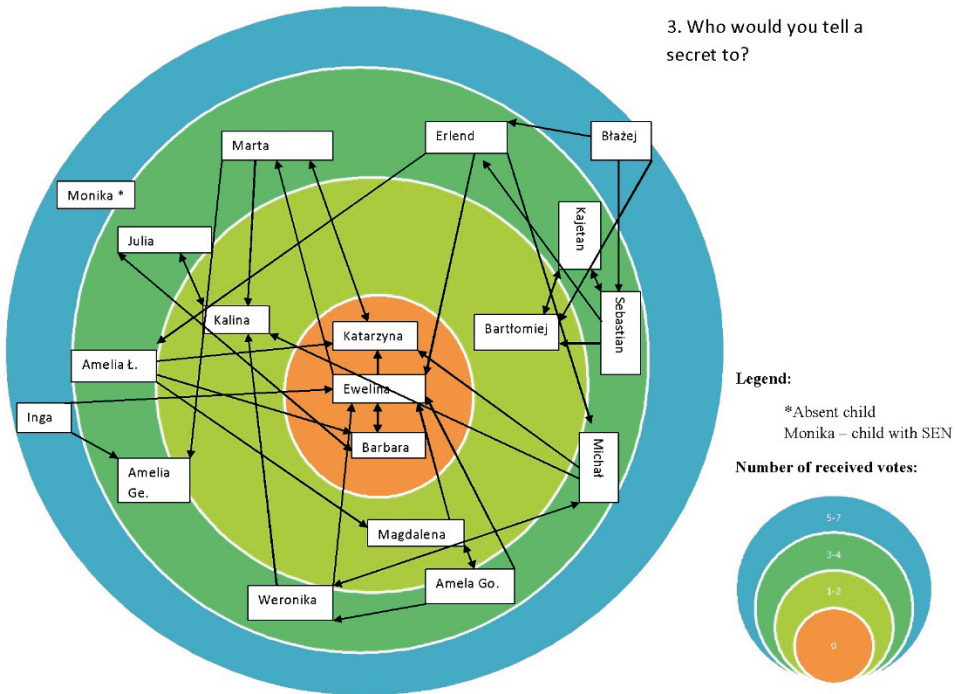 3. Who would you tell a
secret to?
Marta
Erlend
Błażej
Monika *
Julia
Kajetan
Kalina
Katarzyna
Bartłomiej
Sebastian
Amelia Ł.
Ewelina
Inga
Barbara
Amelia
Ge.
Michał
Magdalena
Weronika
Amela Go.
Legend:
*Absent child
Monika – child with SEN
Number of received votes:
5-7
3-4
1-2
0